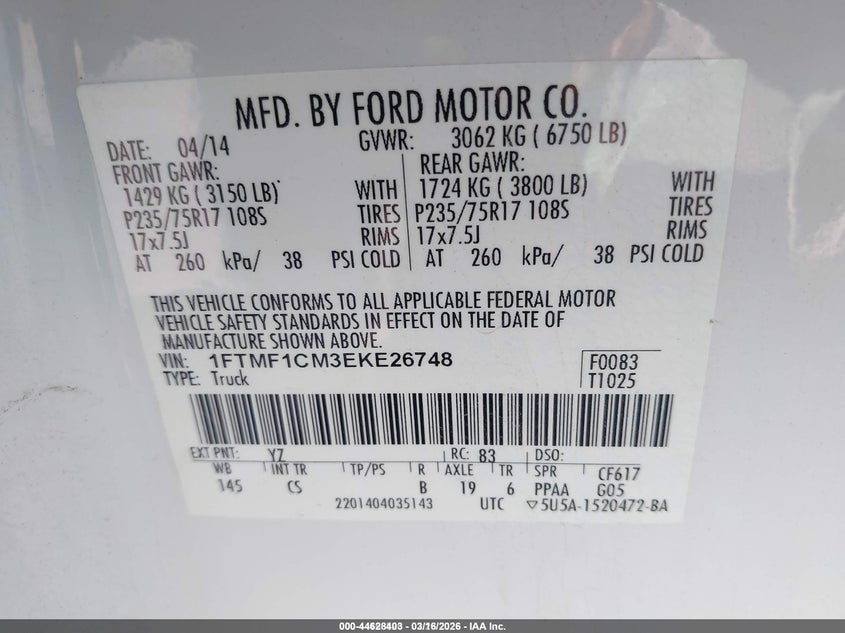 MFD. BY FORD MOTOR CO.
DATE: 04/14 GVWR: 3062 KG ( 6750 LB)
FRONT GAWR: REAR GAWR:
1429 KG ( 3150 LB) WITH 1724 KG ( 3800 LB) WITH
P235/75R17 108S TIRES P235/75R17 108S TIRES
17x7.5J RIMS 17x7.5J RIMS
AT 260 kPa/ 38 PSI COLD AT 260 kPa/ 38 PSI COLD
THIS VEHICLE CONFORMS TO ALL APPLICABLE FEDERAL MOTOR
VEHICLE SAFETY STANDARDS IN EFFECT ON THE DATE OF
MANUFACTURE SHOWN ABOVE.
VIN: 1FTMF1CM3EKE26748 F0083
TYPE: Truck T1025
EXT PNT: YZ RC: 83 DSO:
WB INT TR TP/PS R AXLE TR SPR CF617
145 CS B 19 6 PPAA G05
2201404035143 UTC ▽5U5A-1520472-BA
000-44628403 - 03/16/2026 - IAA Inc.